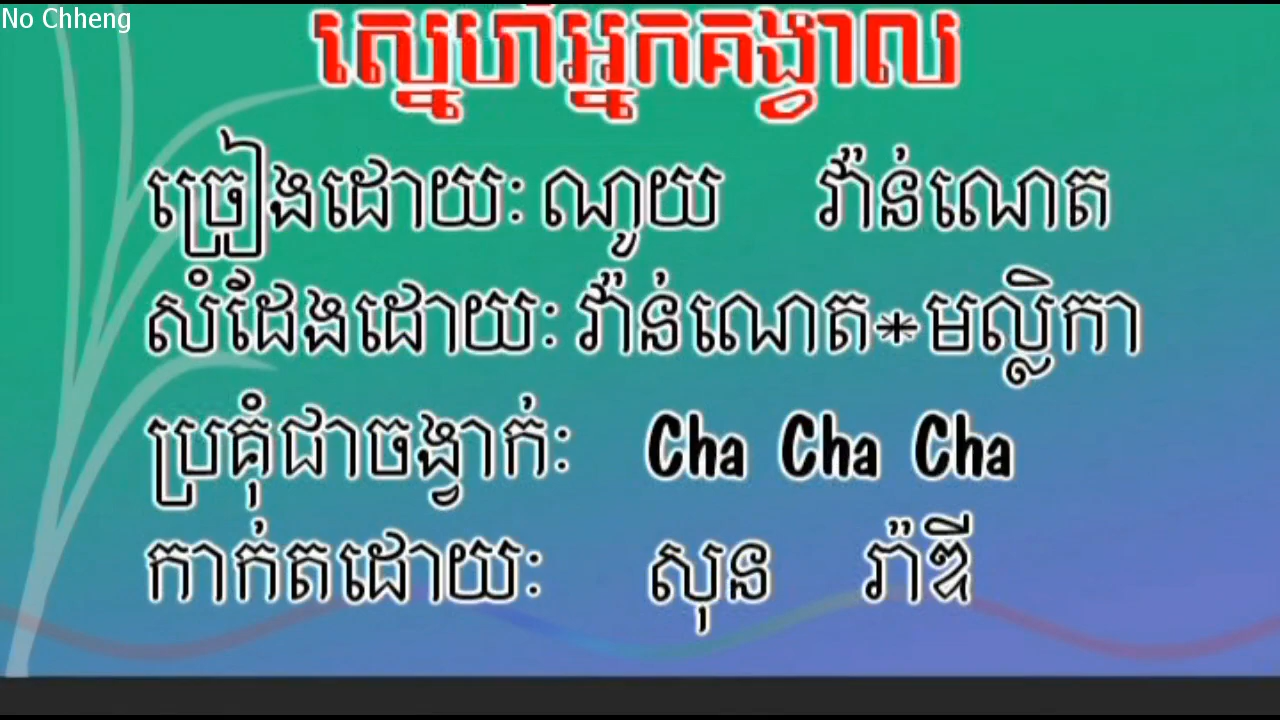 No Chheng
ស្នេហ៍អ្នកគង្វាល
ច្រៀងដោយៈ ណូយ វ៉ាន់ណេត
សំដែងដោយៈ វ៉ាន់ណេត*មល្លិកា
ប្រគុំជាចង្វាក់ៈ Cha Cha Cha
កាក់តដោយៈ សុន រ៉ាឌី